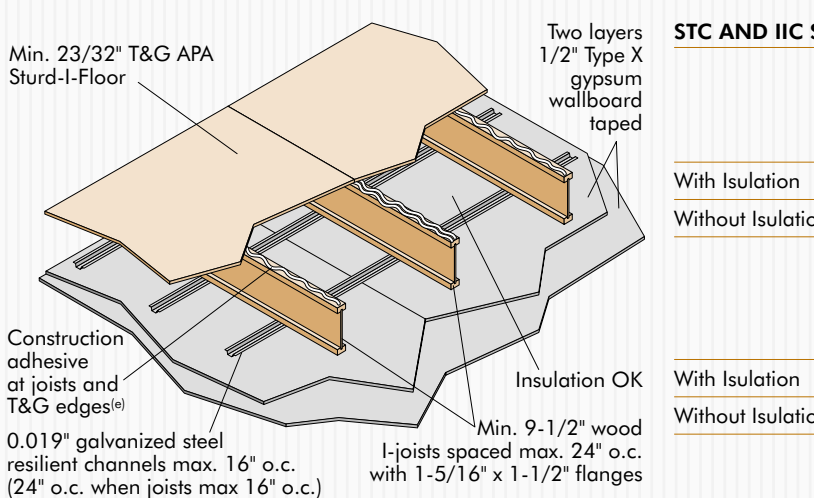 Min. 23/32" T&G APA
Sturd-I-Floor
Two layers
1/2" Type X
gypsum
wallboard
taped
Construction
adhesive
at joists and
T&G edges(e)
0.019" galvanized steel
resilient channels max. 16" o.c.
(24" o.c. when joists max 16" o.c.)
Insulation OK
Min. 9-1/2" wood
I-joists spaced max. 24" o.c.
with 1-5/16" x 1-1/2" flanges
STC AND IIC
With Isulation
Without
With Isulation
Without